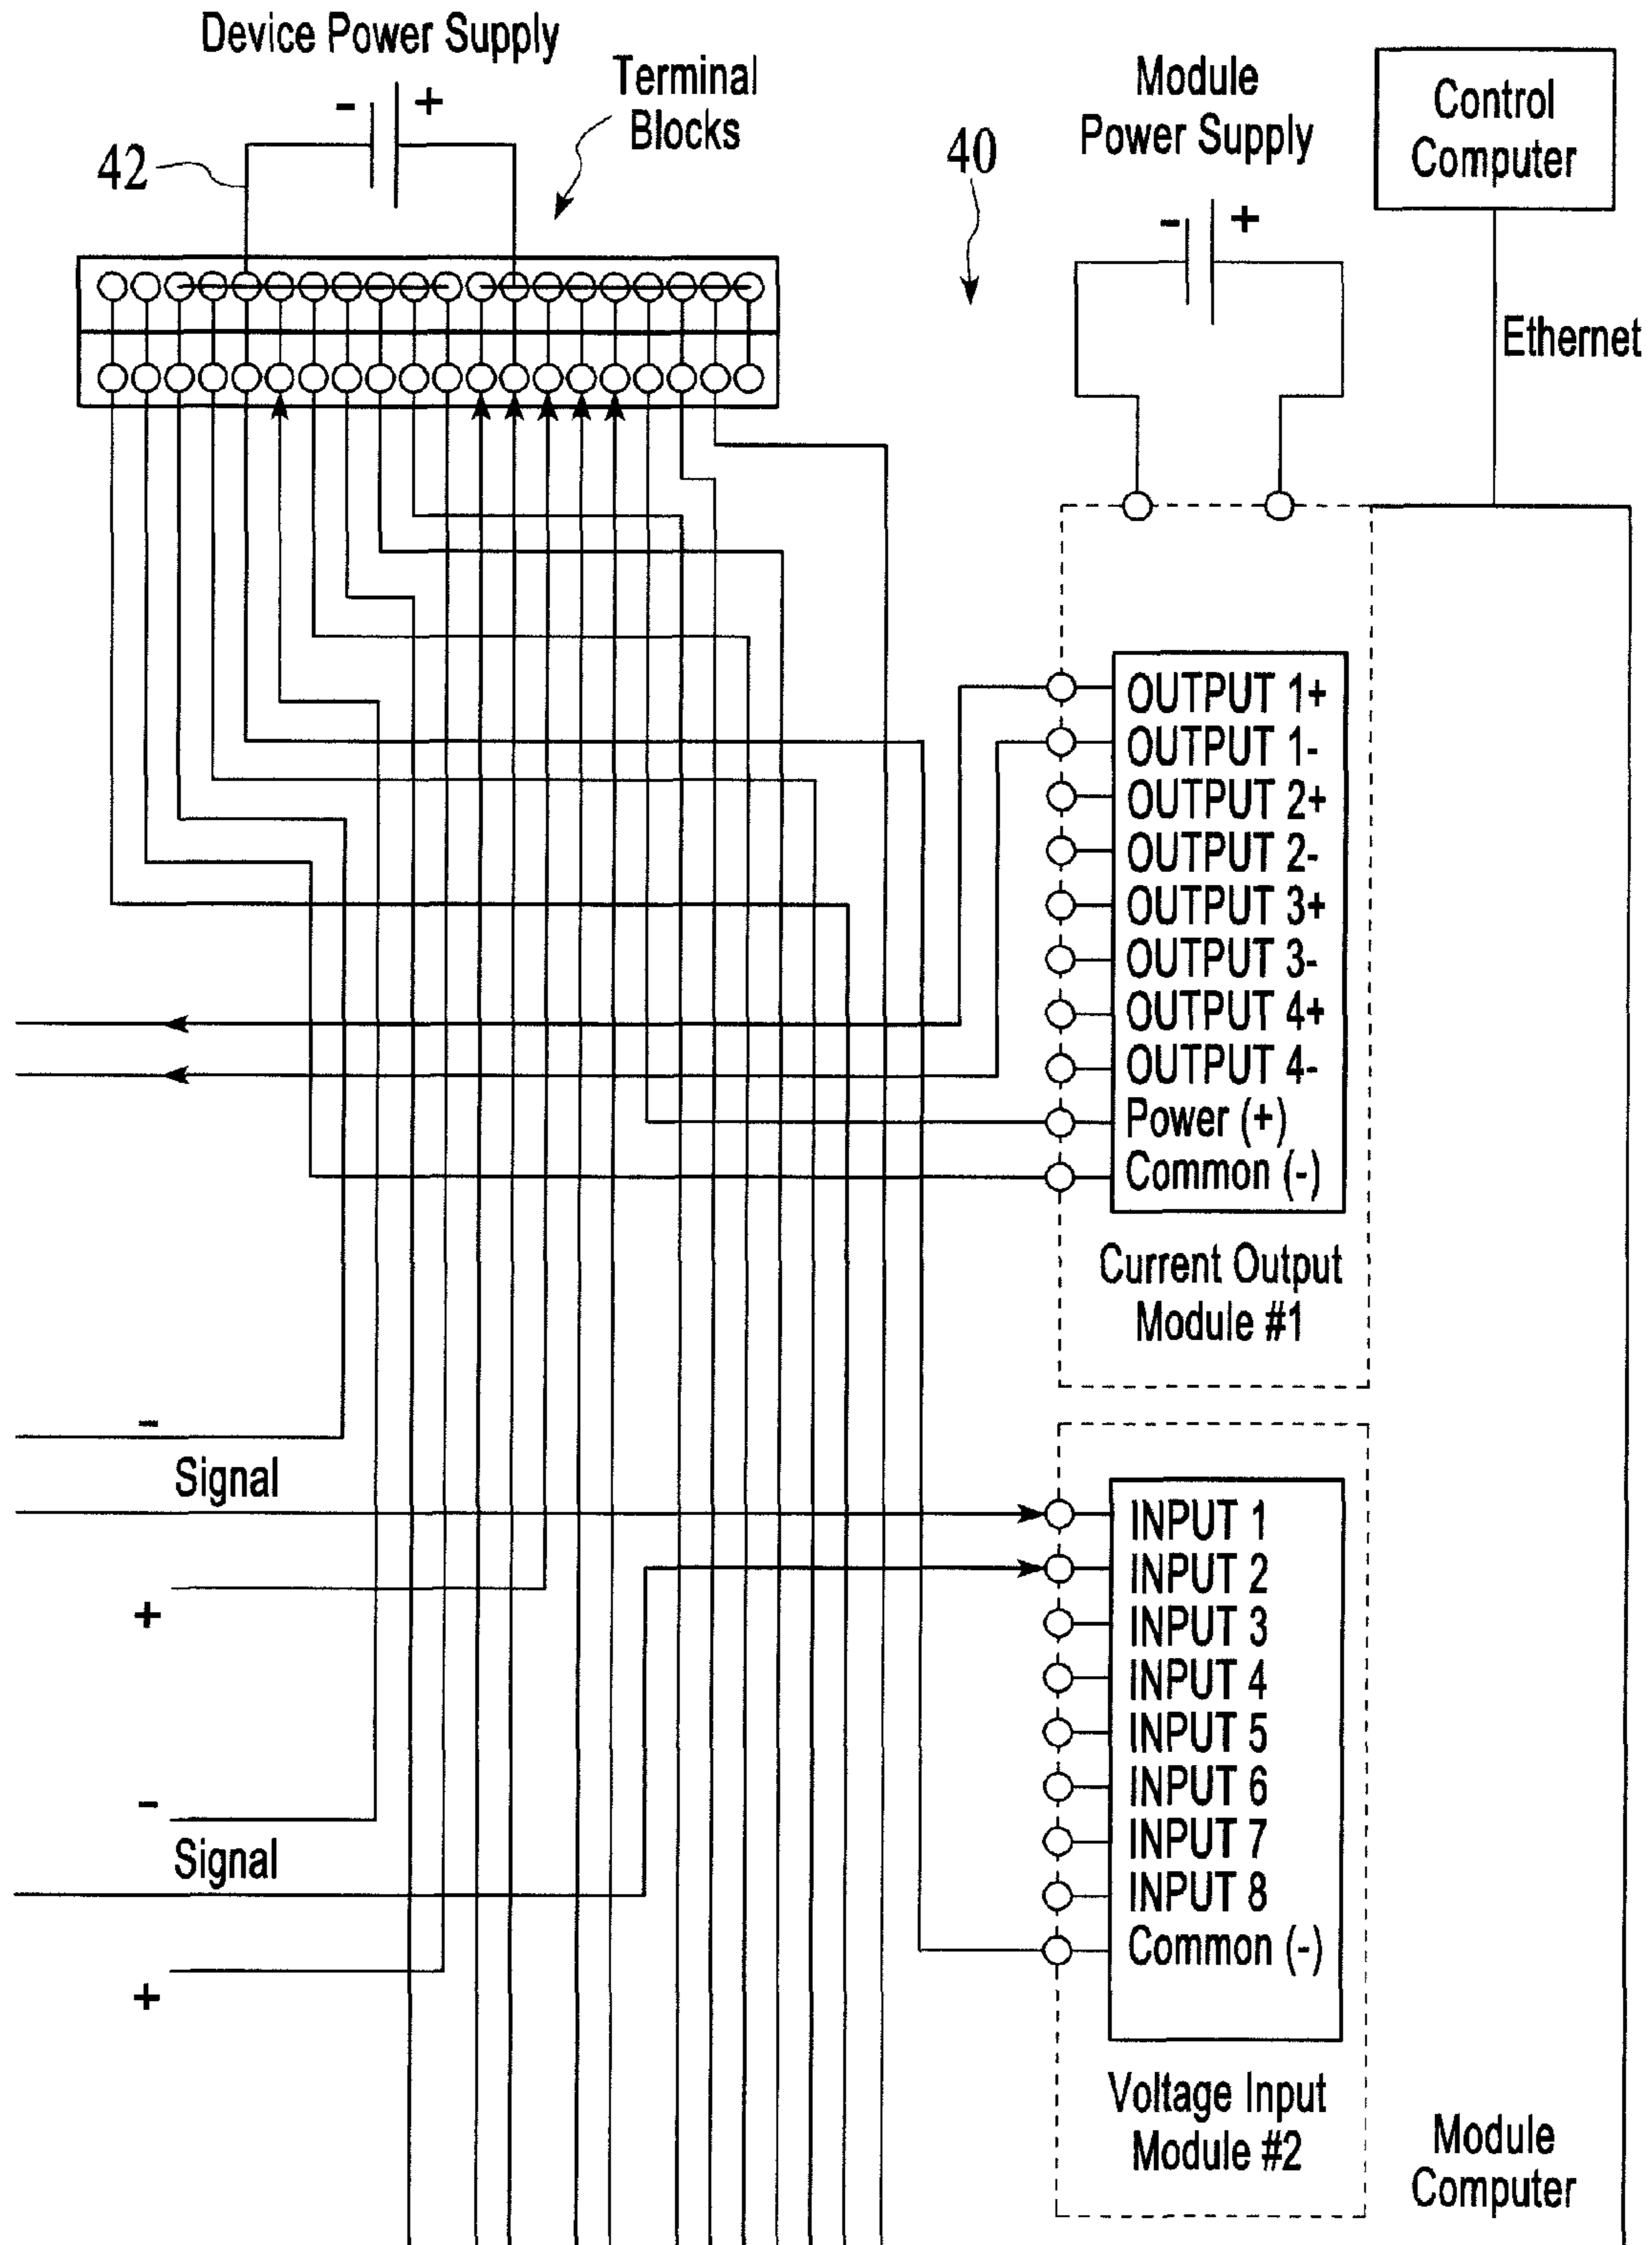 Device Power Supply
- +
Terminal
Blocks
42
40
Module
Power Supply
- +
Control
Computer
Ethernet
OUTPUT 1+
OUTPUT 1-
OUTPUT 2+
OUTPUT 2-
OUTPUT 3+
OUTPUT 3-
OUTPUT 4+
OUTPUT 4-
Power (+)
Common (-)
Current Output
Module #1
-
Signal
+
-
Signal
+
INPUT 1
INPUT 2
INPUT 3
INPUT 4
INPUT 5
INPUT 6
INPUT 7
INPUT 8
Common (-)
Voltage Input
Module #2
Module
Computer